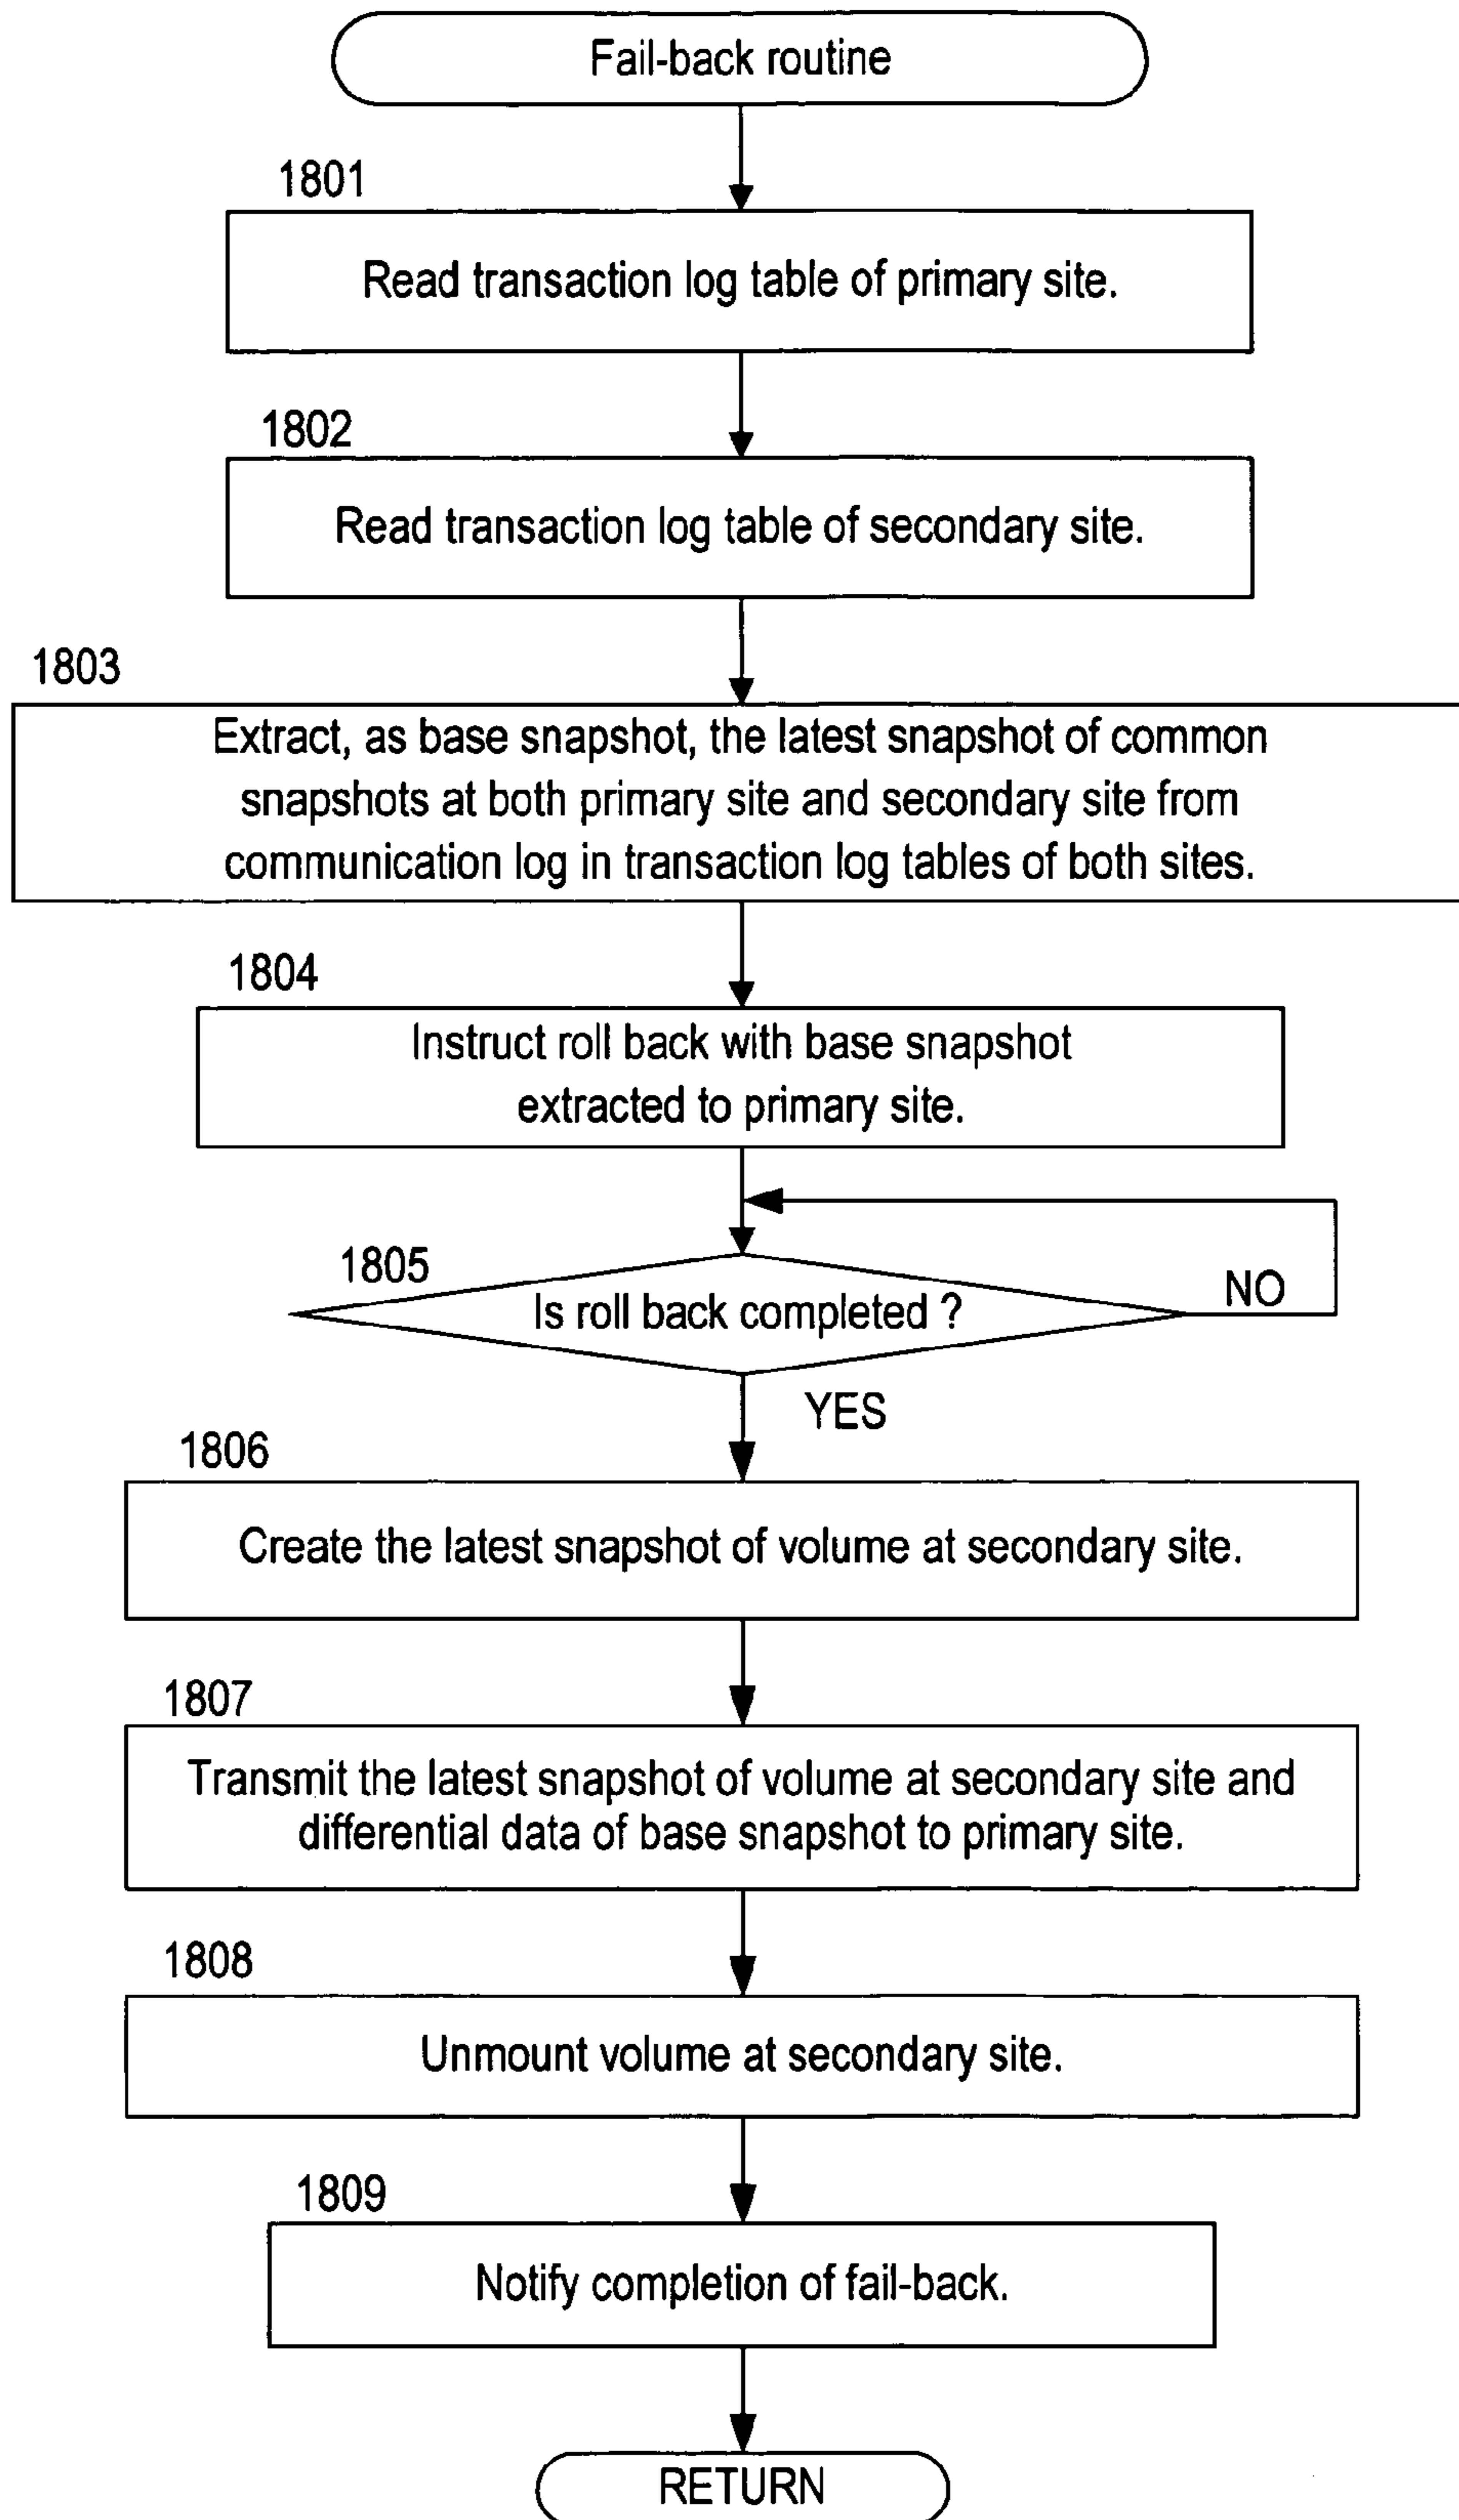 Fail-back routine
1801
Read transaction log table of primary site.
1802
Read transaction log table of secondary site.
1803
Extract, as base snapshot, the latest snapshot of common
snapshots at both primary site and secondary site from
communication log in transaction log tables of both sites.
1804
Instruct roll back with base snapshot
extracted to primary site.
1805
Is roll back completed ?
NO
YES
1806
Create the latest snapshot of volume at secondary site.
1807
Transmit the latest snapshot of volume at secondary site and
differential data of base snapshot to primary site.
1808
Unmount volume at secondary site.
1809
Notify completion of fail-back.
RETURN